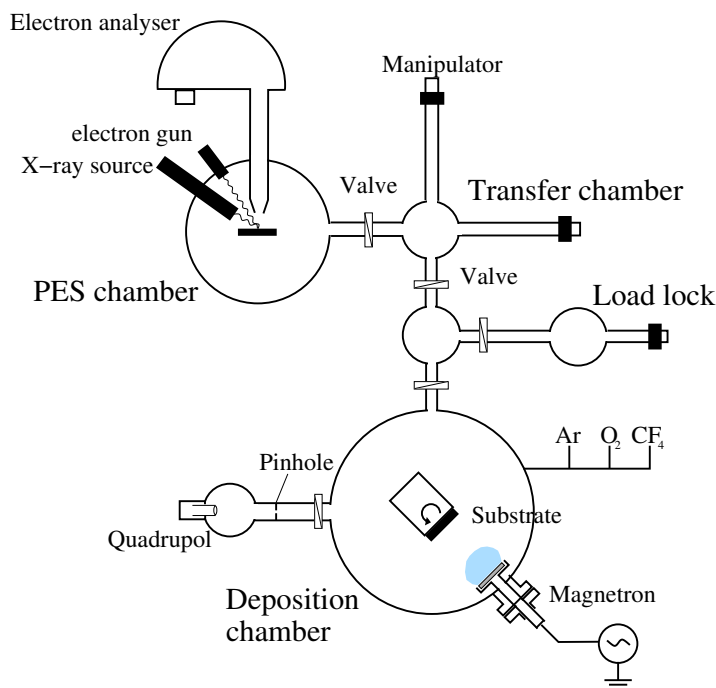 Electron analyser
Manipulator
electron gun
X−ray source
Valve
Transfer chamber
PES chamber
Valve
Load lock
Ar O₂ CF₄
Pinhole
Substrate
Quadrupol
Deposition
chamber
Magnetron